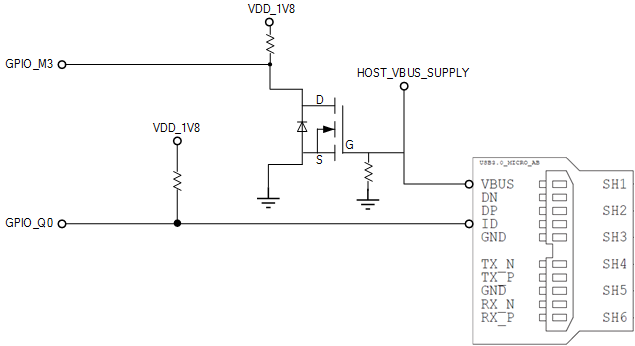 VDD_1V8
GPIO_M3
HOST_VBUS_SUPPLY
D
VDD_1V8
G
S
USB3.0_MICRO_AB
VBUS SH1
DN
DP SH2
GPIO_Q0
ID
GND SH3
TX_N SH4
TX_P
GND SH5
RX_N
RX_P SH6